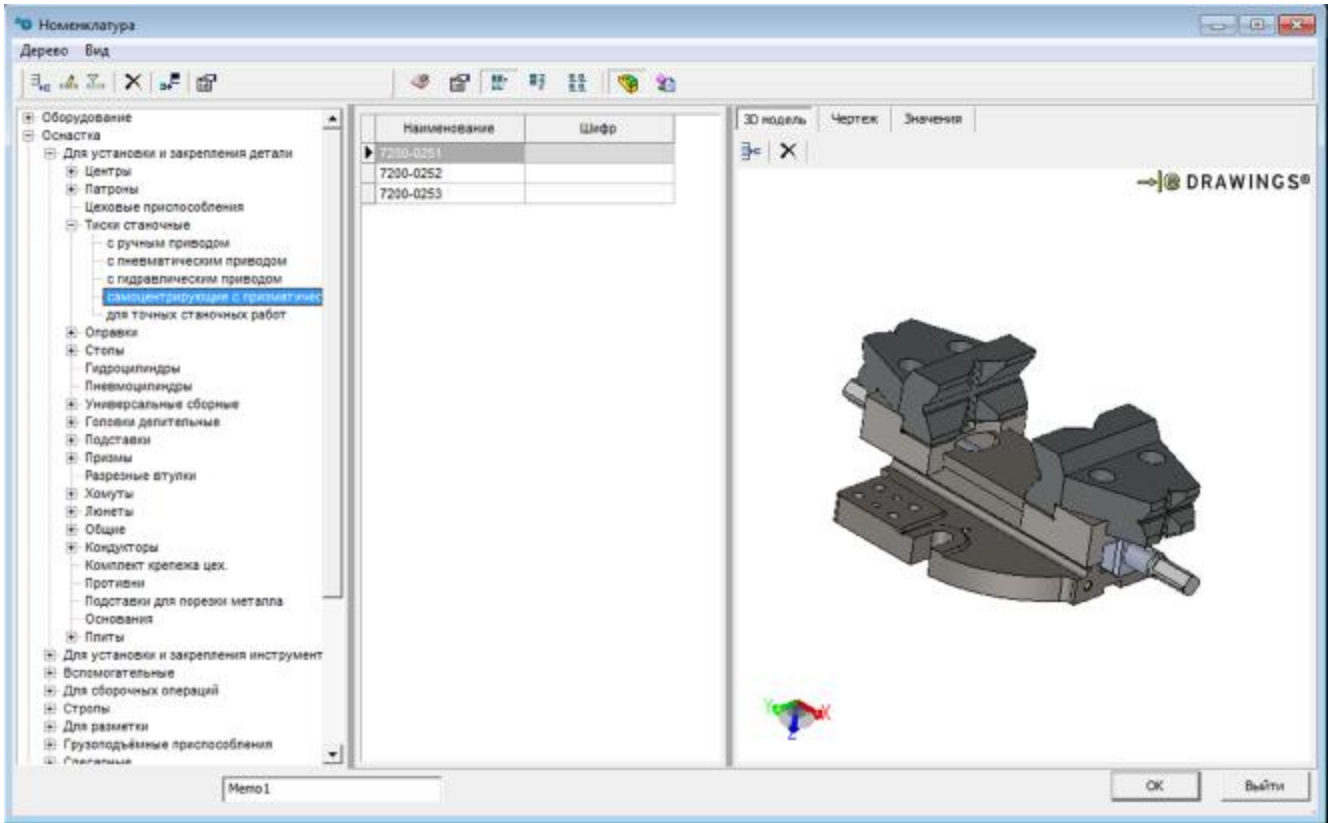 Номенклатура
Дерево Вид
Оборудование
Оснастка
Для установки и закрепления детали
Центры
Патроны
Цеховые приспособления
Тиски станочные
с ручным приводом
с пневматическим приводом
с гидравлическим приводом
самоцентрирующие с призматичес
для точных станочных работ
Оправки
Столы
Гидроцилиндры
Пневмоцилиндры
Универсальные сборные
Головки делительные
Подставки
Призмы
Разрезные втулки
Хомуты
Люнеты
Общие
Кондукторы
Комплект крепежа цех.
Противни
Подставки для порезки металла
Основания
Плиты
Для установки и закрепления инструмент
Вспомогательные
Для сборочных операций
Стропы
Для разметки
Грузоподъёмные приспособления
Слесарные
Наименование Шифр
7200-0251
7200-0252
7200-0253
3D модель Чертеж Значения
DRAWINGS®
Y X
Z
Memo1
OK Выйти